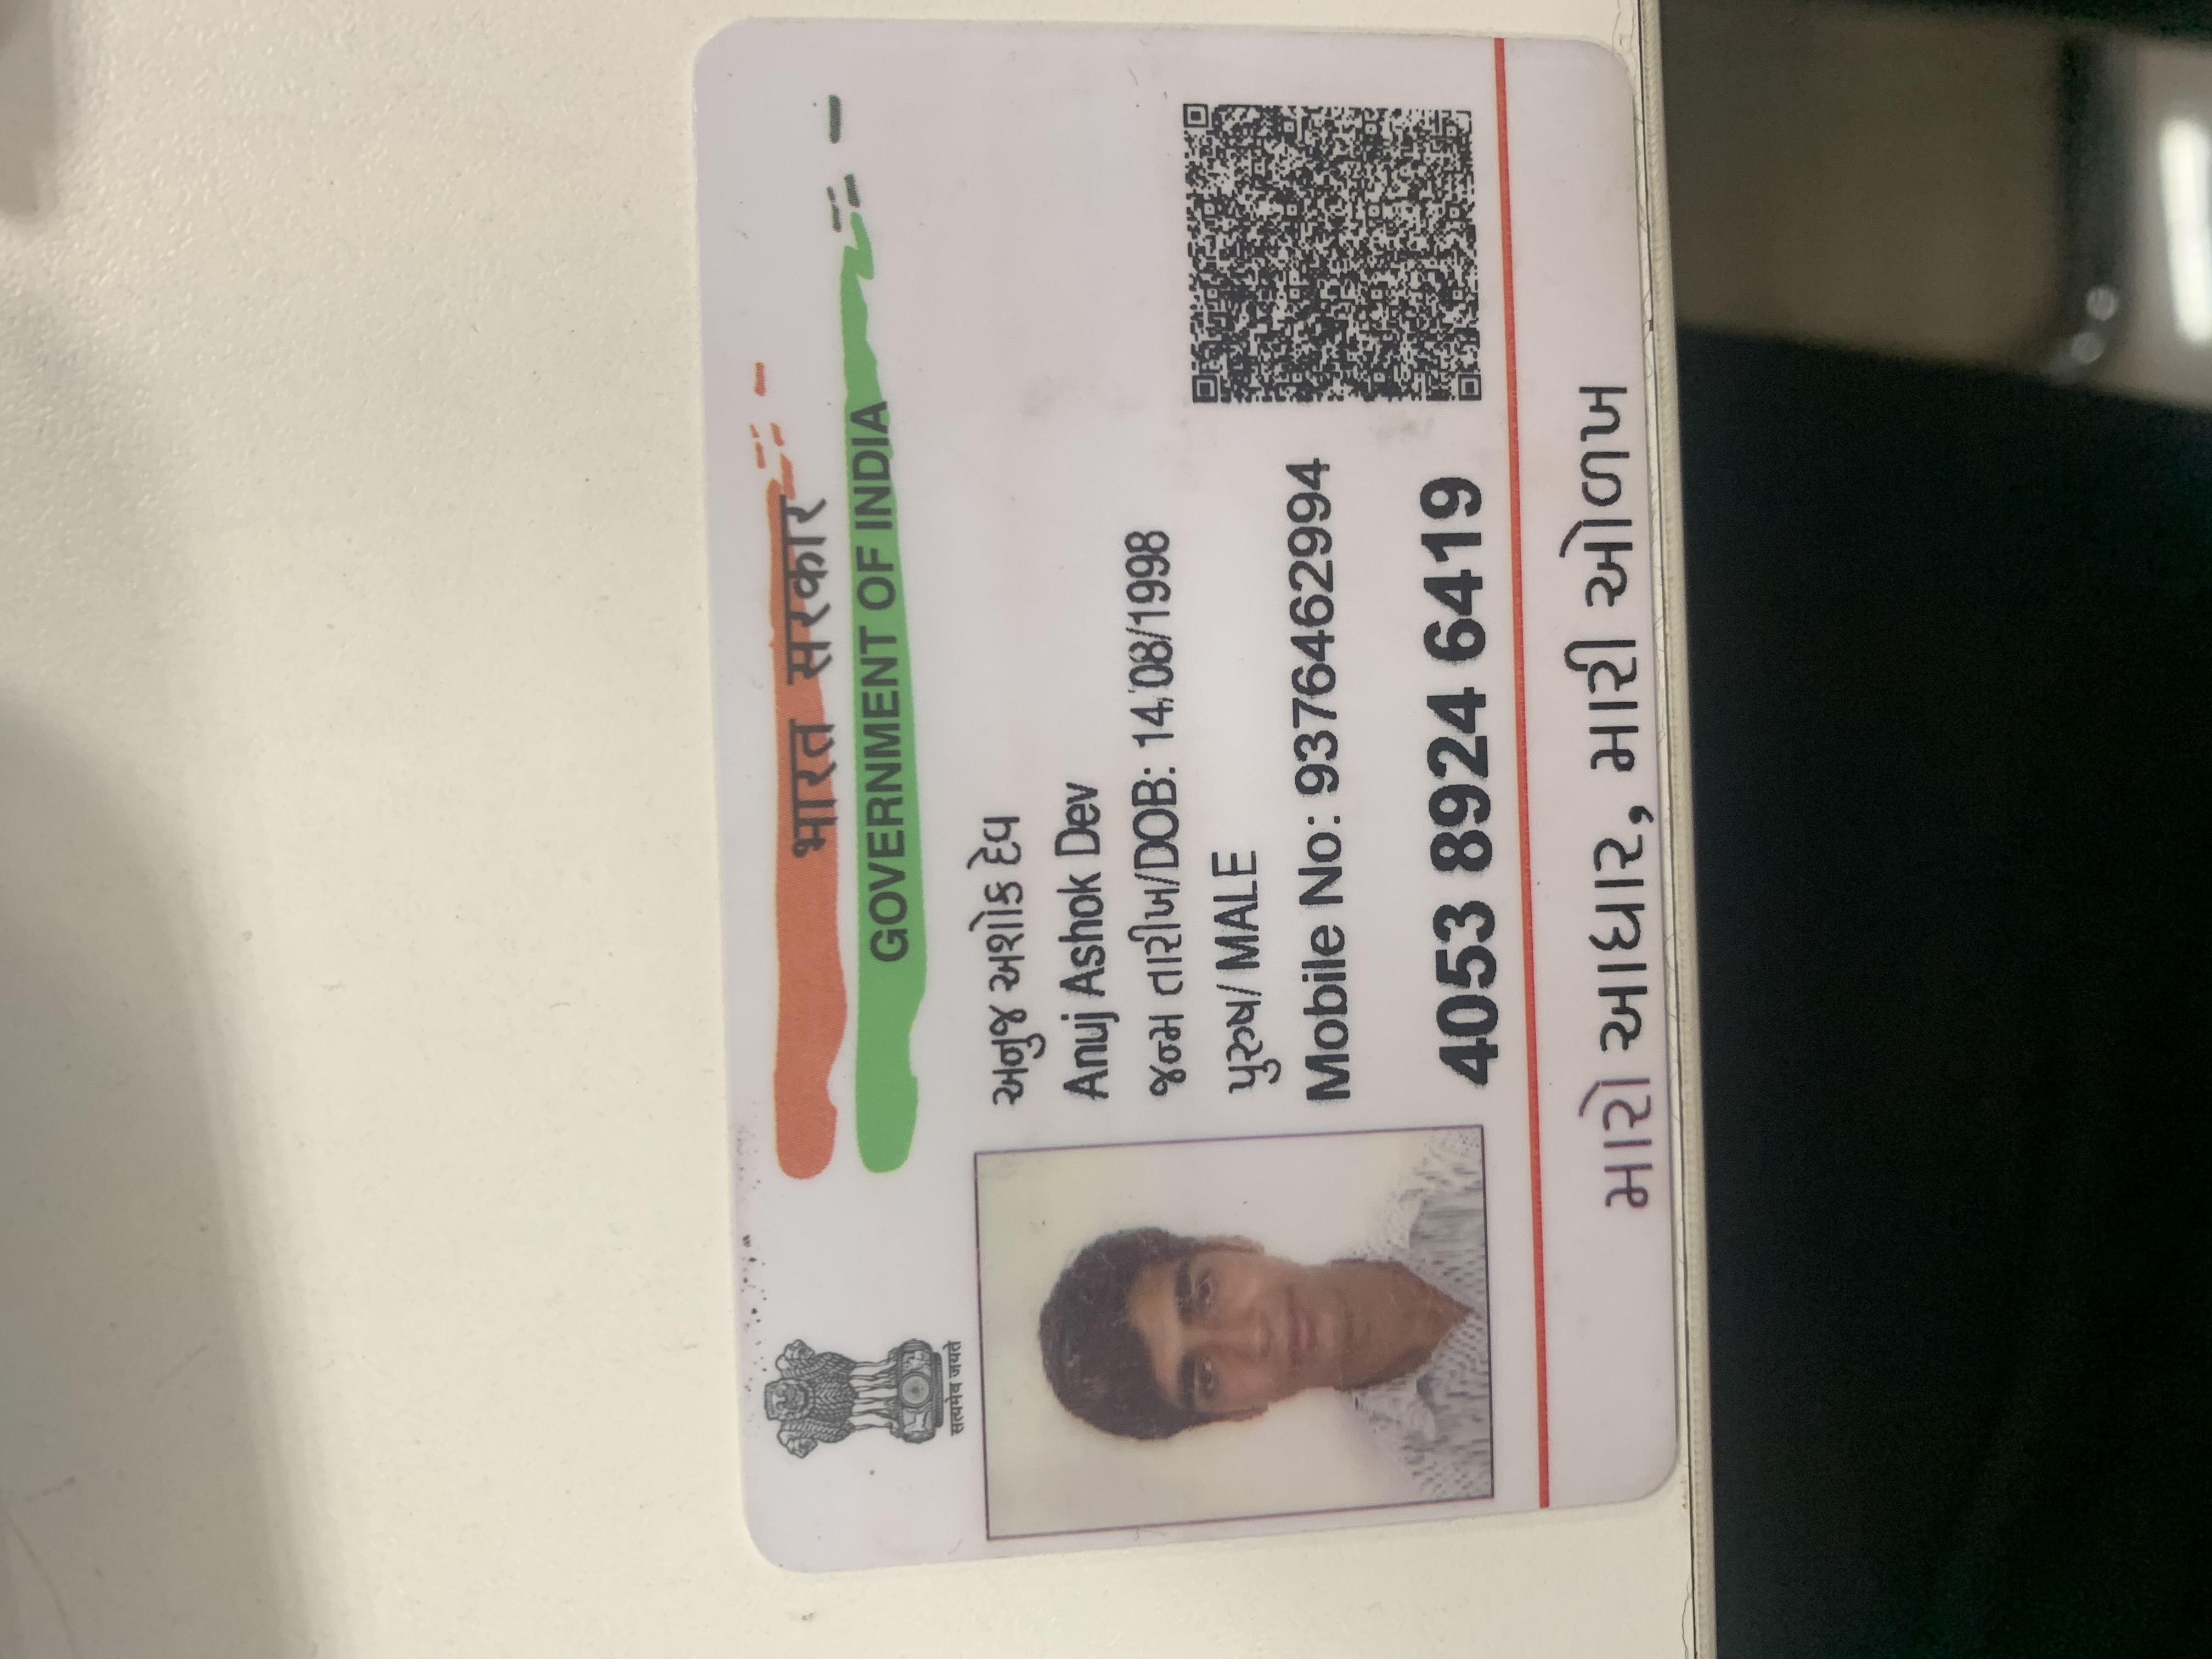 भारत सरकार
GOVERNMENT OF INDIA
सत्यमेव जयते
અનુજ અશોક દેવ
Anuj Ashok Dev
જન્મ તારીખ/DOB: 14/08/1998
પુરુષ/ MALE
Mobile No: 9376462994
4053 8924 6419
મારો આધાર, મારી ઓળખ